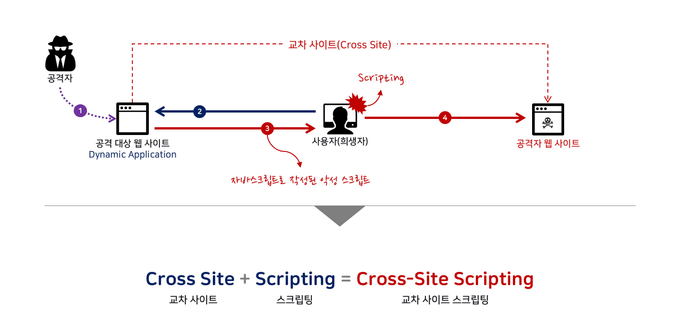 교차 사이트(Cross Site)
공격자
Scripting
1
2
3
4
공격 대상 웹 사이트
Dynamic Application
사용자(희생자)
공격자 웹 사이트
자바스크립트로 작성된 악성 스크립트
Cross Site + Scripting = Cross-Site Scripting
교차 사이트 스크립팅 교차 사이트 스크립팅